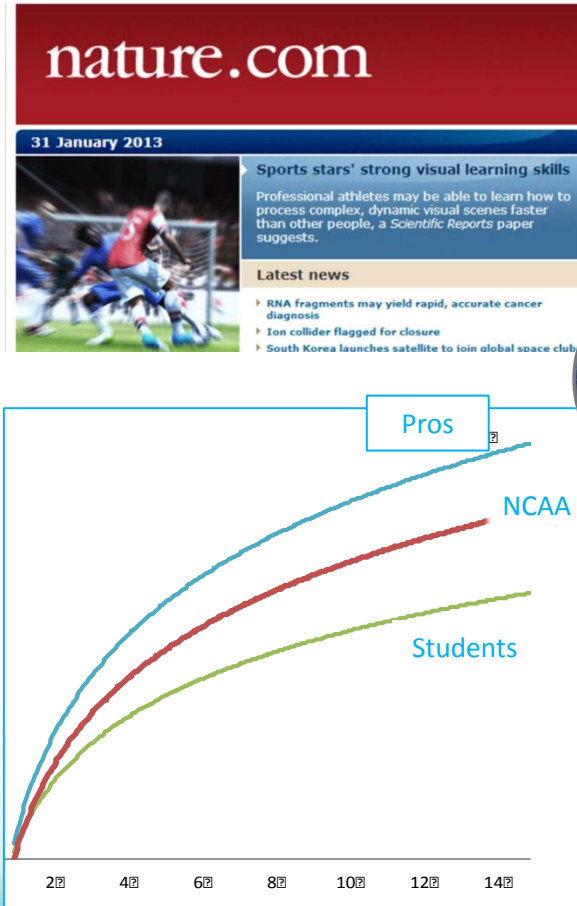 nature.com
31 January 2013
Sports stars' strong visual learning skills
Professional athletes may be able to learn how to
process complex, dynamic visual scenes faster
than other people, a Scientific Reports paper
suggests.
Latest news
RNA fragments may yield rapid, accurate cancer
diagnosis
Ion collider flagged for closure
South Korea launches satellite to join global space club
Pros
NCAA
Students
2 4 6 8 10 12 14